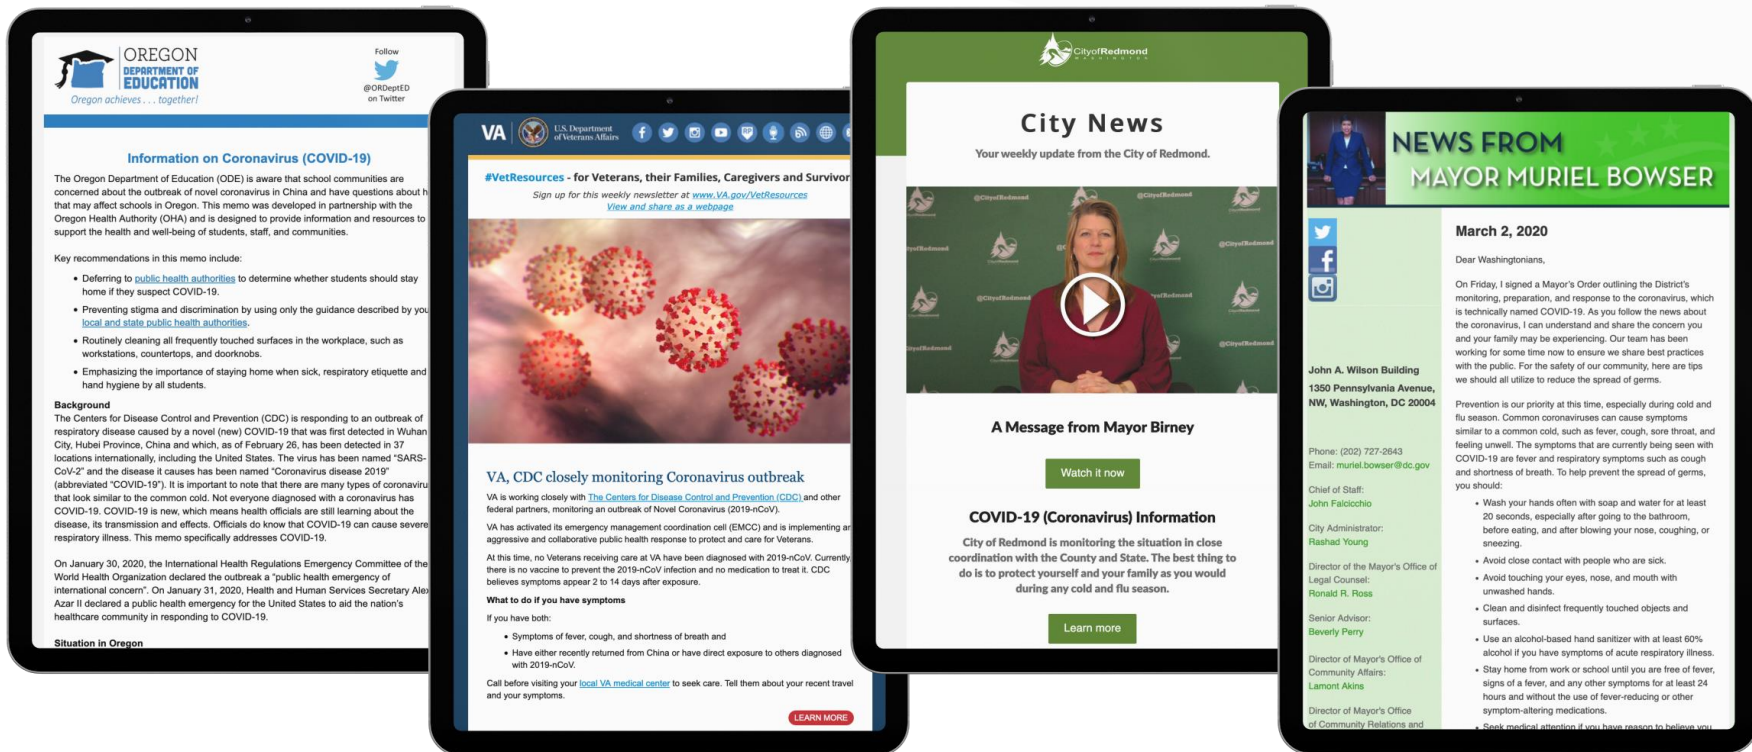 OREGON
DEPARTMENT OF
EDUCATION
Oregon achieves . . . together!
Follow
@ORDeptED
on Twitter
Information on Coronavirus (COVID-19)
The Oregon Department of Education (ODE) is aware that school communities are
concerned about the outbreak of novel coronavirus in China and have questions about h
that may affect schools in Oregon. This memo was developed in partnership with the
Oregon Health Authority (OHA) and is designed to provide information and resources to
support the health and well-being of students, staff, and communities.
Key recommendations in this memo include:
• Deferring to public health authorities to determine whether students should stay
home if they suspect COVID-19.
• Preventing stigma and discrimination by using only the guidance described by you
local and state public health authorities.
• Routinely cleaning all frequently touched surfaces in the workplace, such as
workstations, countertops, and doorknobs.
• Emphasizing the importance of staying home when sick, respiratory etiquette and
hand hygiene by all students.
Background
The Centers for Disease Control and Prevention (CDC) is responding to an outbreak of
respiratory disease caused by a novel (new) COVID-19 that was first detected in Wuhan
City, Hubei Province, China and which, as of February 26, has been detected in 37
locations internationally, including the United States. The virus has been named "SARS-
CoV-2" and the disease it causes has been named "Coronavirus disease 2019"
(abbreviated "COVID-19"). It is important to note that there are many types of coronaviru
that look similar to the common cold. Not everyone diagnosed with a coronavirus has
COVID-19. COVID-19 is new, which means health officials are still learning about the
disease, its transmission and effects. Officials do know that COVID-19 can cause severe
respiratory illness. This memo specifically addresses COVID-19.
On January 30, 2020, the International Health Regulations Emergency Committee of the
World Health Organization declared the outbreak a "public health emergency of
international concern". On January 31, 2020, Health and Human Services Secretary Alex
Azar II declared a public health emergency for the United States to aid the nation's
healthcare community in responding to COVID-19.
Situation in Oregon
VA
U.S. Department
of Veterans Affairs
#VetResources - for Veterans, their Families, Caregivers and Survivor
Sign up for this weekly newsletter at www.VA.gov/VetResources
View and share as a webpage
VA, CDC closely monitoring Coronavirus outbreak
VA is working closely with The Centers for Disease Control and Prevention (CDC) and other
federal partners, monitoring an outbreak of Novel Coronavirus (2019-nCoV).
VA has activated its emergency management coordination cell (EMCC) and is implementing an
aggressive and collaborative public health response to protect and care for Veterans.
At this time, no Veterans receiving care at VA have been diagnosed with 2019-nCoV. Currently,
there is no vaccine to prevent the 2019-nCoV infection and no medication to treat it. CDC
believes symptoms appear 2 to 14 days after exposure.
What to do if you have symptoms
If you have both:
• Symptoms of fever, cough, and shortness of breath and
• Have either recently returned from China or have direct exposure to others diagnosed
with 2019-nCoV.
Call before visiting your local VA medical center to seek care. Tell them about your recent travel
and your symptoms.
LEARN MORE
CityofRedmond
WASHINGTON
City News
Your weekly update from the City of Redmond.
@CityofRedmond
@CityofRedmond
@CityofRedmond
@CityofRedmond
A Message from Mayor Birney
Watch it now
COVID-19 (Coronavirus) Information
City of Redmond is monitoring the situation in close
coordination with the County and State. The best thing to
do is to protect yourself and your family as you would
during any cold and flu season.
Learn more
NEWS FROM
MAYOR MURIEL BOWSER
John A. Wilson Building
1350 Pennsylvania Avenue,
NW, Washington, DC 20004
Phone: (202) 727-2643
Email: muriel.bowser@dc.gov
Chief of Staff:
John Falcicchio
City Administrator:
Rashad Young
Director of the Mayor's Office of
Legal Counsel:
Ronald R. Ross
Senior Advisor:
Beverly Perry
Director of Mayor's Office of
Community Affairs:
Lamont Akins
Director of Mayor's Office
of Community Relations and
March 2, 2020
Dear Washingtonians,
On Friday, I signed a Mayor's Order outlining the District's
monitoring, preparation, and response to the coronavirus, which
is technically named COVID-19. As you follow the news about
the coronavirus, I can understand and share the concern you
and your family may be experiencing. Our team has been
working for some time now to ensure we share best practices
with the public. For the safety of our community, here are tips
we should all utilize to reduce the spread of germs.
Prevention is our priority at this time, especially during cold and
flu season. Common coronaviruses can cause symptoms
similar to a common cold, such as fever, cough, sore throat, and
feeling unwell. The symptoms that are currently being seen with
COVID-19 are fever and respiratory symptoms such as cough
and shortness of breath. To help prevent the spread of germs,
you should:
• Wash your hands often with soap and water for at least
20 seconds, especially after going to the bathroom,
before eating, and after blowing your nose, coughing, or
sneezing.
• Avoid close contact with people who are sick.
• Avoid touching your eyes, nose, and mouth with
unwashed hands.
• Clean and disinfect frequently touched objects and
surfaces.
• Use an alcohol-based hand sanitizer with at least 60%
alcohol if you have symptoms of acute respiratory illness.
• Stay home from work or school until you are free of fever,
signs of a fever, and any other symptoms for at least 24
hours and without the use of fever-reducing or other
symptom-altering medications.
• Seek medical attention if you have reason to believe you